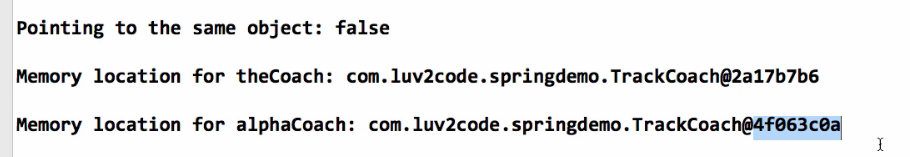 Pointing to the same object: false
Memory location for theCoach: com.luv2code.springdemo.TrackCoach@2a17b7b6
Memory location for alphaCoach: com.luv2code.springdemo.TrackCoach@4f063c0a